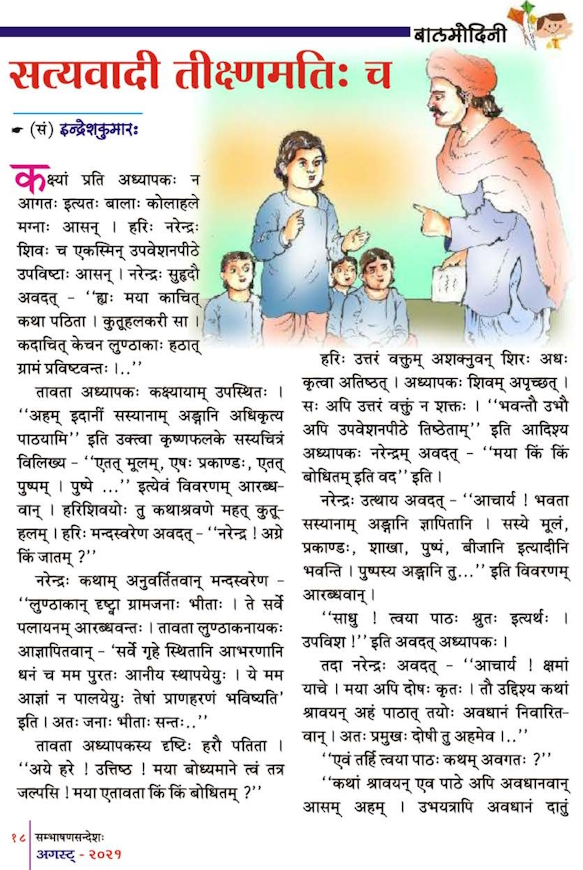 बालमोदिनी
सत्यवादी तीक्ष्णमतिः च
☛ (सं) इन्द्रेशकुमारः
कक्ष्यां प्रति अध्यापकः न
आगतः इत्यतः बालाः कोलाहले
मग्नाः आसन् । हरिः नरेन्द्रः
शिवः च एकस्मिन् उपवेशनपीठे
उपविष्टाः आसन् । नरेन्द्रः सुहृदौ
अवदत् - ‘‘ह्यः मया काचित्
कथा पठिता । कुतूहलकरी सा ।
कदाचित् केचन लुण्ठाकाः हठात्
ग्रामं प्रविष्टवन्तः ।..’’
तावता अध्यापकः कक्ष्यायाम् उपस्थितः ।
‘‘अहम् इदानीं सस्यानाम् अङ्गानि अधिकृत्य
पाठयामि’’ इति उक्त्वा कृष्णफलके सस्यचित्रं
विलिख्य - ‘‘एतत् मूलम्, एषः प्रकाण्डः, एतत्
पुष्पम् । पुष्पे ...’’ इत्येवं विवरणम् आरब्ध-
वान् । हरिशिवयोः तु कथाश्रवणे महत् कुतू-
हलम् । हरिः मन्दस्वरेण अवदत् - ‘‘नरेन्द्र ! अग्रे
किं जातम् ?’’
नरेन्द्रः कथाम् अनुवर्तितवान् मन्दस्वरेण -
‘‘लुण्ठाकान् दृष्ट्वा ग्रामजनाः भीताः । ते सर्वे
पलायनम् आरब्धवन्तः । तावता लुण्ठाकनायकः
आज्ञापितवान् - ‘सर्वे गृहे स्थितानि आभरणानि
धनं च मम पुरतः आनीय स्थापयेयुः । ये मम
आज्ञां न पालयेयुः तेषां प्राणहरणं भविष्यति’
इति । अतः जनाः भीताः सन्तः..’’
तावता अध्यापकस्य दृष्टिः हरौ पतिता ।
‘‘अये हरे ! उत्तिष्ठ ! मया बोध्यमाने त्वं तत्र
जल्पसि ! मया एतावता किं किं बोधितम् ?’’
हरिः उत्तरं वक्तुम् अशक्नुवन् शिरः अधः
कृत्वा अतिष्ठत् । अध्यापकः शिवम् अपृच्छत् ।
सः अपि उत्तरं वक्तुं न शक्तः । ‘‘भवन्तौ उभौ
अपि उपवेशनपीठे तिष्ठेताम्’’ इति आदिश्य
अध्यापकः नरेन्द्रम् अवदत् - ‘‘मया किं किं
बोधितम् इति वद’’ इति ।
नरेन्द्रः उत्थाय अवदत् - ‘‘आचार्य ! भवता
सस्यानाम् अङ्गानि ज्ञापितानि । सस्ये मूलं,
प्रकाण्डः, शाखा, पुष्पं, बीजानि इत्यादीनि
भवन्ति । पुष्पस्य अङ्गानि तु...’’ इति विवरणम्
आरब्धवान् ।
‘‘साधु ! त्वया पाठः श्रुतः इत्यर्थः ।
उपविश !’’ इति अवदत् अध्यापकः ।
तदा नरेन्द्रः अवदत् - ‘‘आचार्य ! क्षमां
याचे । मया अपि दोषः कृतः । तौ उद्दिश्य कथां
श्रावयन् अहं पाठात् तयोः अवधानं निवारित-
वान् । अतः प्रमुखः दोषी तु अहमेव ।..’’
‘‘एवं तर्हि त्वया पाठः कथम् अवगतः ?’’
‘‘कथां श्रावयन् एव पाठे अपि अवधानवान्
आसम् अहम् । उभयत्रापि अवधानं दातुं
१८ सम्भाषणसन्देशः
अगस्ट् - २०२१